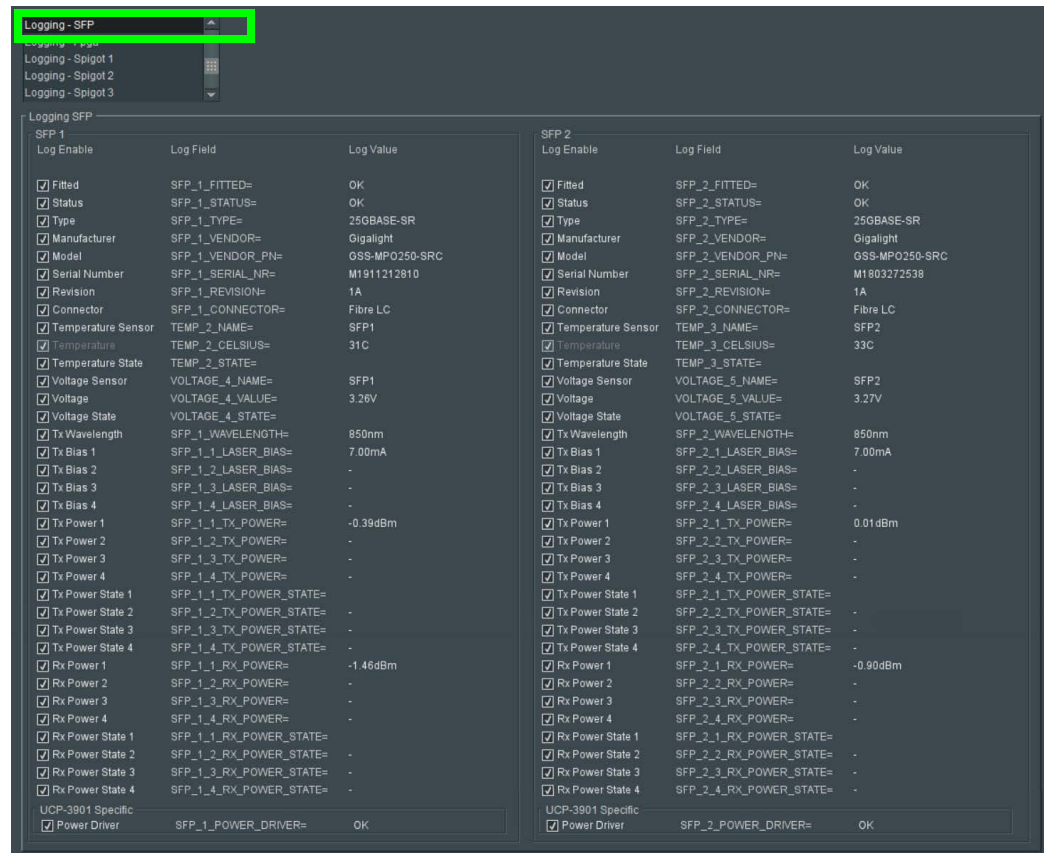 Logging - SFP
Logging - Fpga
Logging - Spigot 1
Logging - Spigot 2
Logging - Spigot 3
Logging SFP
SFP 1
Log Enable Log Field Log Value
Fitted SFP_1_FITTED= OK
Status SFP_1_STATUS= OK
Type SFP_1_TYPE= 25GBASE-SR
Manufacturer SFP_1_VENDOR= Gigalight
Model SFP_1_VENDOR_PN= GSS-MPO250-SRC
Serial Number SFP_1_SERIAL_NR= M1911212810
Revision SFP_1_REVISION= 1A
Connector SFP_1_CONNECTOR= Fibre LC
Temperature Sensor TEMP_2_NAME= SFP1
Temperature TEMP_2_CELSIUS= 31C
Temperature State TEMP_2_STATE=
Voltage Sensor VOLTAGE_4_NAME= SFP1
Voltage VOLTAGE_4_VALUE= 3.26V
Voltage State VOLTAGE_4_STATE=
Tx Wavelength SFP_1_WAVELENGTH= 850nm
Tx Bias 1 SFP_1_1_LASER_BIAS= 7.00mA
Tx Bias 2 SFP_1_2_LASER_BIAS= -
Tx Bias 3 SFP_1_3_LASER_BIAS= -
Tx Bias 4 SFP_1_4_LASER_BIAS= -
Tx Power 1 SFP_1_1_TX_POWER= -0.39dBm
Tx Power 2 SFP_1_2_TX_POWER= -
Tx Power 3 SFP_1_3_TX_POWER= -
Tx Power 4 SFP_1_4_TX_POWER= -
Tx Power State 1 SFP_1_1_TX_POWER_STATE=
Tx Power State 2 SFP_1_2_TX_POWER_STATE= -
Tx Power State 3 SFP_1_3_TX_POWER_STATE= -
Tx Power State 4 SFP_1_4_TX_POWER_STATE= -
Rx Power 1 SFP_1_1_RX_POWER= -1.46dBm
Rx Power 2 SFP_1_2_RX_POWER= -
Rx Power 3 SFP_1_3_RX_POWER= -
Rx Power 4 SFP_1_4_RX_POWER= -
Rx Power State 1 SFP_1_1_RX_POWER_STATE=
Rx Power State 2 SFP_1_2_RX_POWER_STATE= -
Rx Power State 3 SFP_1_3_RX_POWER_STATE= -
Rx Power State 4 SFP_1_4_RX_POWER_STATE= -
UCP-3901 Specific
Power Driver SFP_1_POWER_DRIVER= OK
SFP 2
Log Enable Log Field Log Value
Fitted SFP_2_FITTED= OK
Status SFP_2_STATUS= OK
Type SFP_2_TYPE= 25GBASE-SR
Manufacturer SFP_2_VENDOR= Gigalight
Model SFP_2_VENDOR_PN= GSS-MPO250-SRC
Serial Number SFP_2_SERIAL_NR= M1803272538
Revision SFP_2_REVISION= 1A
Connector SFP_2_CONNECTOR= Fibre LC
Temperature Sensor TEMP_3_NAME= SFP2
Temperature TEMP_3_CELSIUS= 33C
Temperature State TEMP_3_STATE=
Voltage Sensor VOLTAGE_5_NAME= SFP2
Voltage VOLTAGE_5_VALUE= 3.27V
Voltage State VOLTAGE_5_STATE=
Tx Wavelength SFP_2_WAVELENGTH= 850nm
Tx Bias 1 SFP_2_1_LASER_BIAS= 7.00mA
Tx Bias 2 SFP_2_2_LASER_BIAS= -
Tx Bias 3 SFP_2_3_LASER_BIAS= -
Tx Bias 4 SFP_2_4_LASER_BIAS= -
Tx Power 1 SFP_2_1_TX_POWER= 0.01dBm
Tx Power 2 SFP_2_2_TX_POWER= -
Tx Power 3 SFP_2_3_TX_POWER= -
Tx Power 4 SFP_2_4_TX_POWER= -
Tx Power State 1 SFP_2_1_TX_POWER_STATE=
Tx Power State 2 SFP_2_2_TX_POWER_STATE= -
Tx Power State 3 SFP_2_3_TX_POWER_STATE= -
Tx Power State 4 SFP_2_4_TX_POWER_STATE= -
Rx Power 1 SFP_2_1_RX_POWER= -0.90dBm
Rx Power 2 SFP_2_2_RX_POWER= -
Rx Power 3 SFP_2_3_RX_POWER= -
Rx Power 4 SFP_2_4_RX_POWER= -
Rx Power State 1 SFP_2_1_RX_POWER_STATE=
Rx Power State 2 SFP_2_2_RX_POWER_STATE= -
Rx Power State 3 SFP_2_3_RX_POWER_STATE= -
Rx Power State 4 SFP_2_4_RX_POWER_STATE= -
UCP-3901 Specific
Power Driver SFP_2_POWER_DRIVER= OK